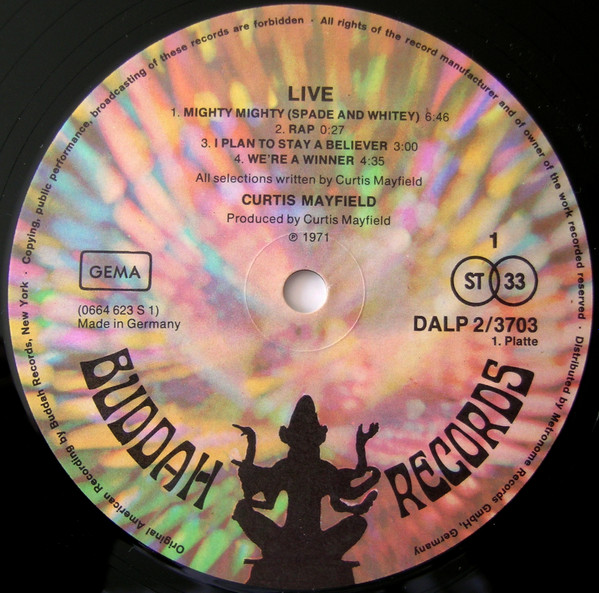 LIVE
1. MIGHTY MIGHTY (SPADE AND WHITEY) 6:46
2. RAP 0:27
3. I PLAN TO STAY A BELIEVER 3:00
4. WE'RE A WINNER 4:35
All selections written by Curtis Mayfield
CURTIS MAYFIELD
Produced by Curtis Mayfield
℗ 1971
1
GEMA
ST 33
(0664 623 S 1)
Made in Germany
DALP 2/3703
1. Platte
BUDDAH RECORDS
Original American Recording by Buddah Records, New York · Copying, public performance, broadcasting of these records are forbidden · All rights of the record manufacturer and of owner of the work recorded reserved · Distributed by Metronome Records GmbH, Germany